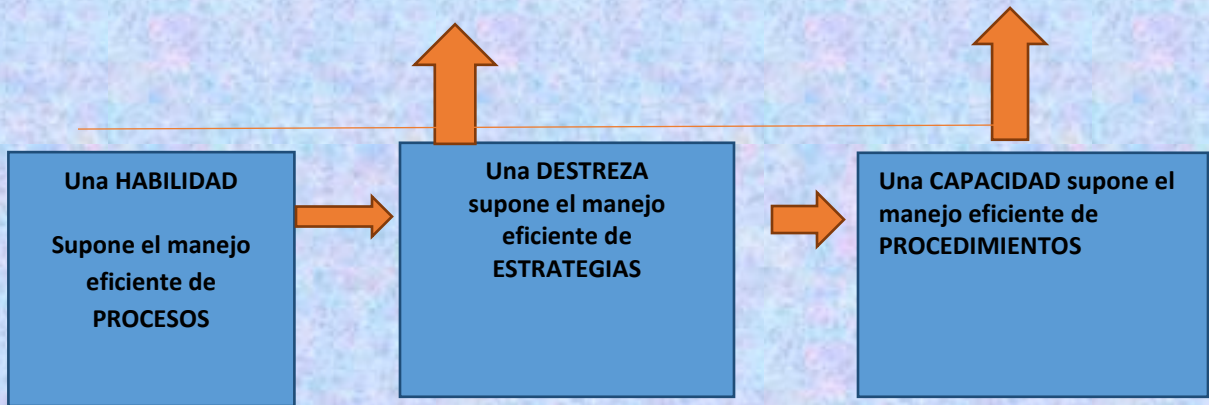 Una HABILIDAD
Supone el manejo
eficiente de
PROCESOS
Una DESTREZA
supone el manejo
eficiente de
ESTRATEGIAS
Una CAPACIDAD supone el
manejo eficiente de
PROCEDIMIENTOS